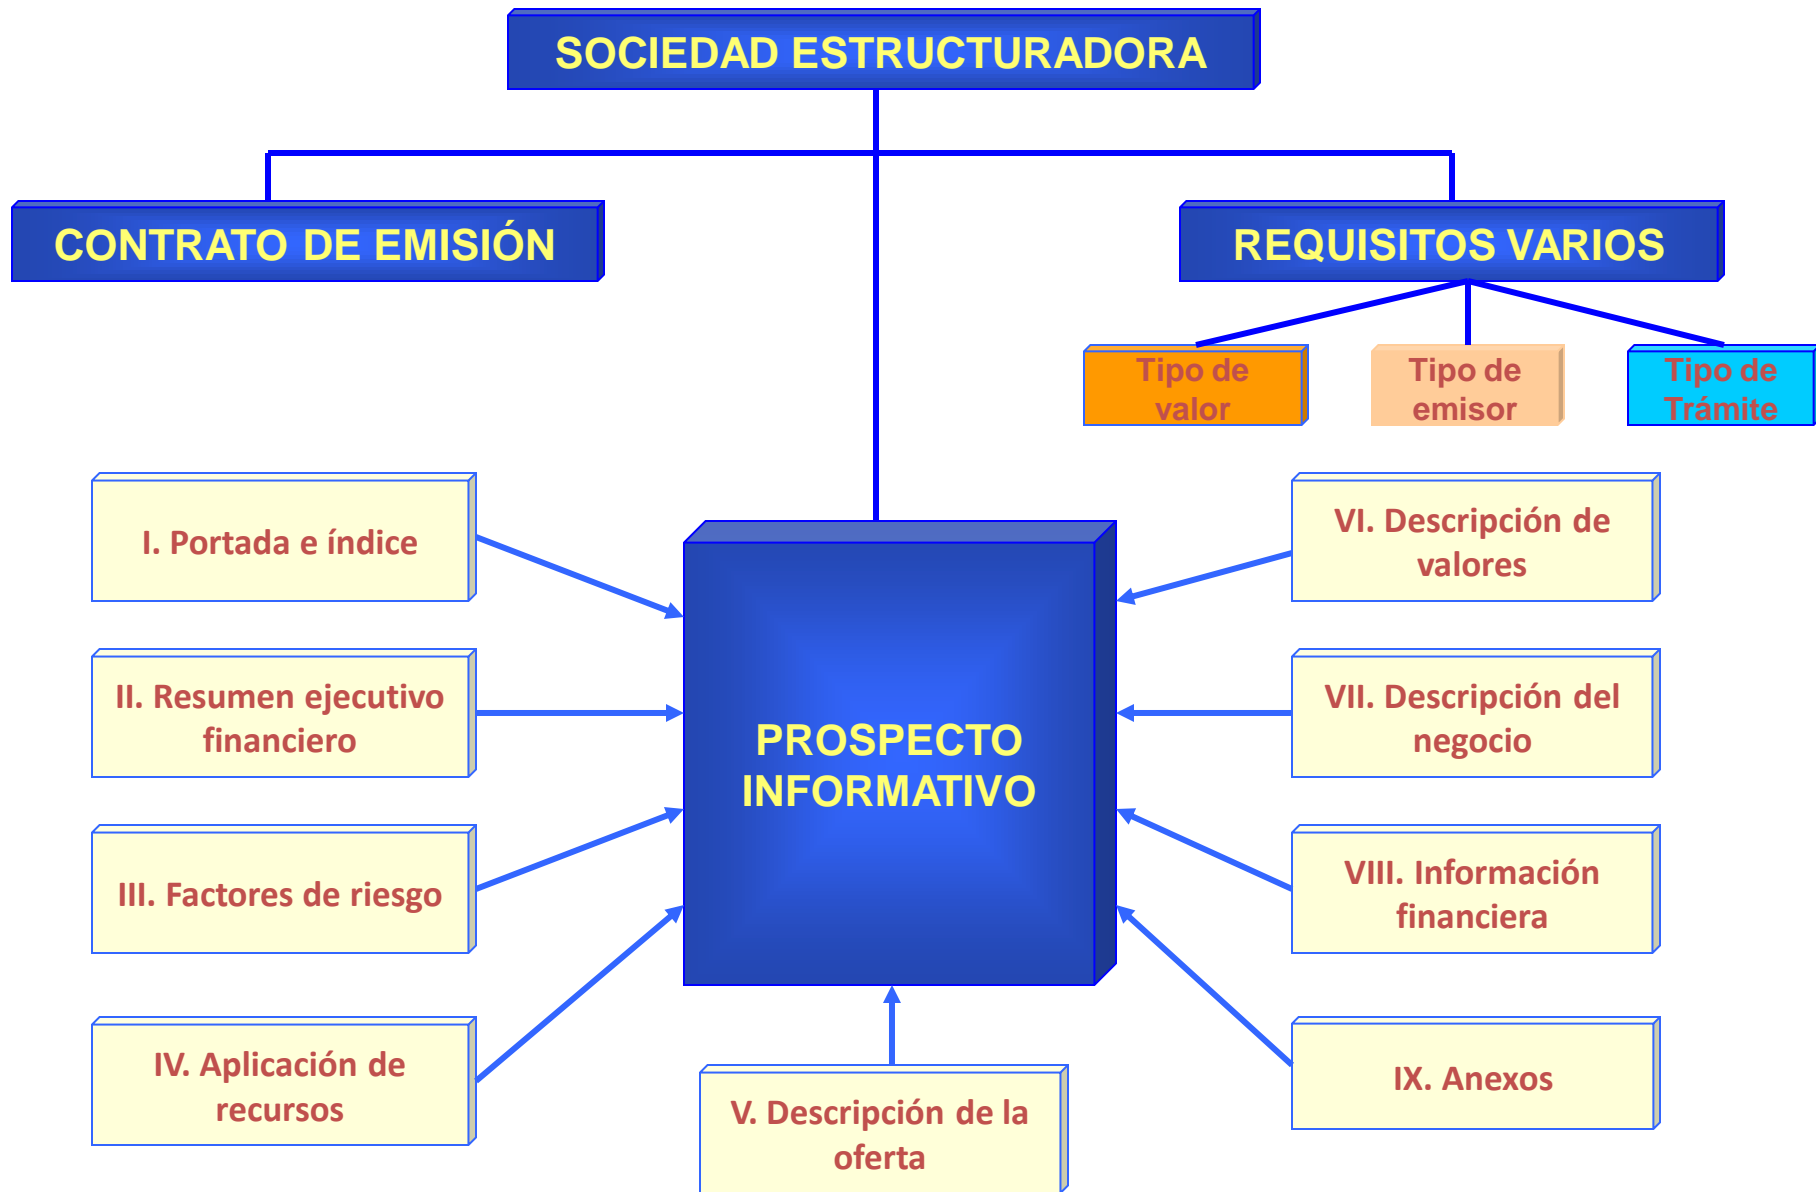 SOCIEDAD ESTRUCTURADORA
CONTRATO DE EMISIÓN
REQUISITOS VARIOS
Tipo de
valor
Tipo de
emisor
Tipo de
Trámite
I. Portada e índice
II. Resumen ejecutivo
financiero
III. Factores de riesgo
IV. Aplicación de
recursos
PROSPECTO
INFORMATIVO
V. Descripción de la
oferta
VI. Descripción de
valores
VII. Descripción del
negocio
VIII. Información
financiera
IX. Anexos